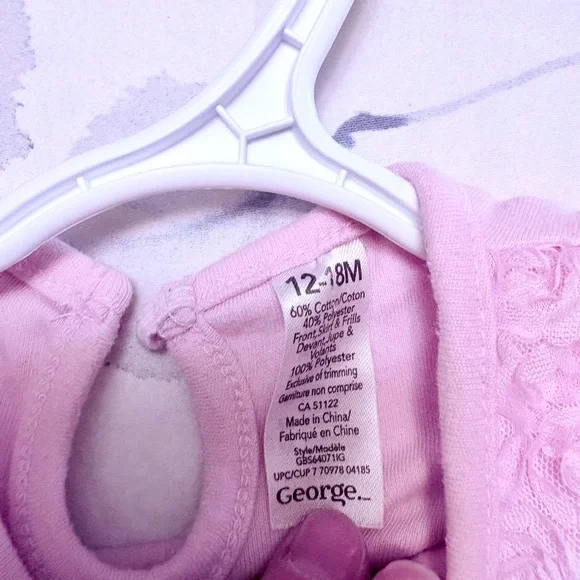 12-18M
60% Cotton/Coton
40% Polyester
Front,Skirt & Frills
Devant,Jupe &
Volants
100% Polyester
Exclusive of trimming
Garniture non comprise
CA 51122
Made in China/
Fabriqué en Chine
Style/Modèle
GBS64071IG
UPC/CUP 7 70978 04185
George.